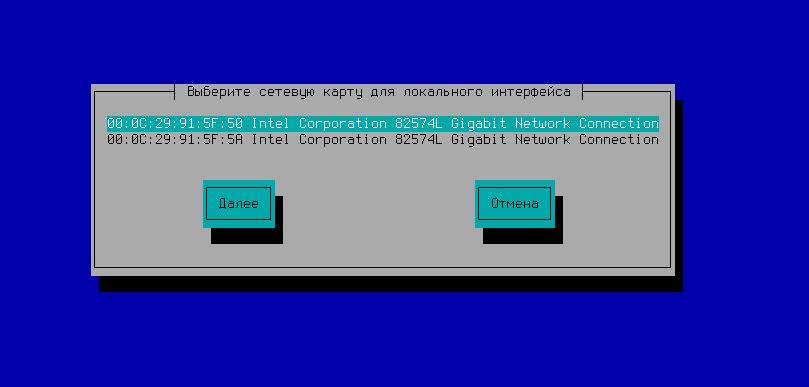 Выберите сетевую карту для локального интерфейса
00:0C:29:91:5F:50 Intel Corporation 82574L Gigabit Network Connection
00:0C:29:91:5F:5A Intel Corporation 82574L Gigabit Network Connection
Далее Отмена